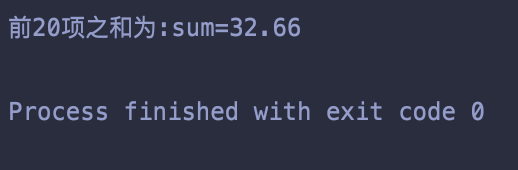 前20项之和为:sum=32.66
Process finished with exit code 0